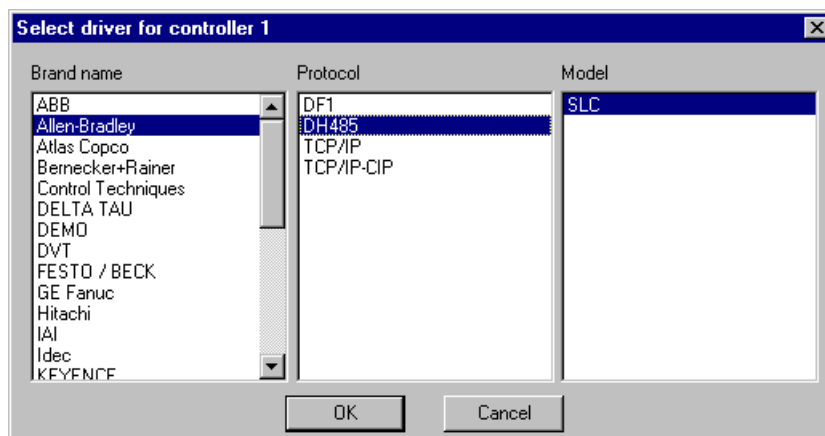 Select driver for controller 1
Brand name
Protocol
Model
ABB
Allen-Bradley
Atlas Copco
Bernecker+Rainer
Control Techniques
DELTA TAU
DEMO
DVT
FESTO / BECK
GE Fanuc
Hitachi
IAI
Idec
KEYENCE
DF1
DH485
TCP/IP
TCP/IP-CIP
SLC
OK
Cancel